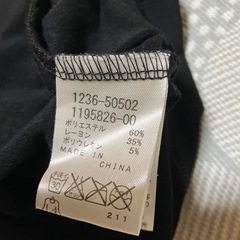 1236-50502
1195826-00
ポリエステル 60%
レーヨン 35%
ポリウレタン 5%
MADE IN
CHINA
30
211